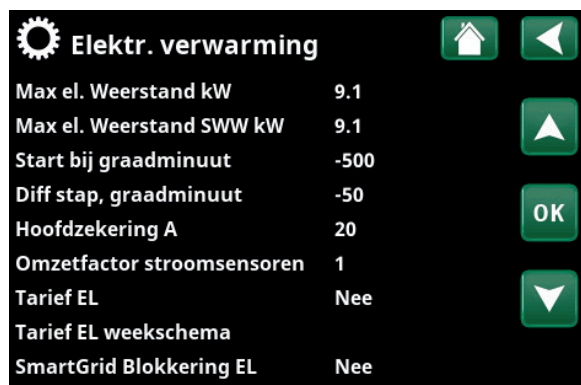 Elektr. verwarming
Max el. Weerstand kW 9.1
Max el. Weerstand SWW kW 9.1
Start bij graadminuut -500
Diff stap, graadminuut -50
Hoofdzekering A 20
Omzetfactor stroomsensoren 1
Tarief EL Nee
Tarief EL weekschema
SmartGrid Blokkering EL Nee
OK